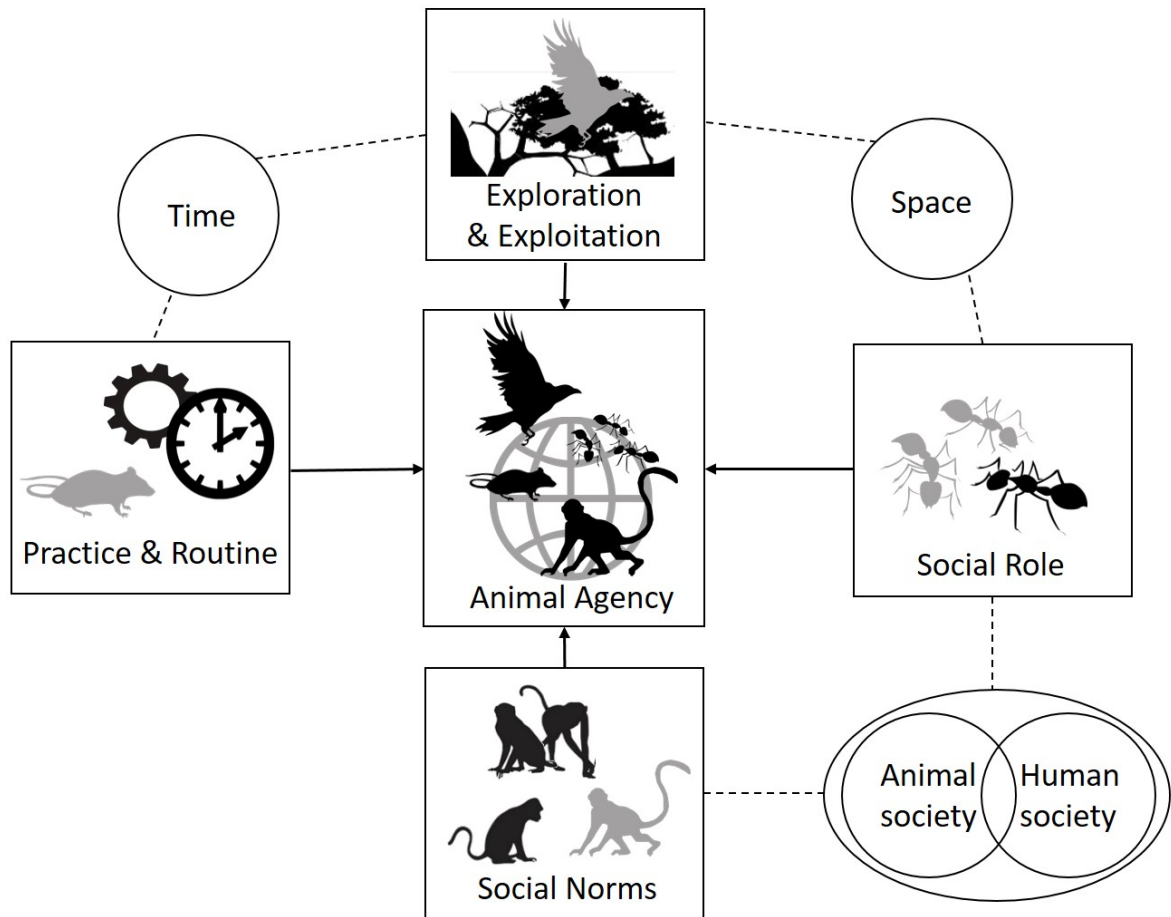 Exploration
& Exploitation
Time
Space
Practice & Routine
Animal Agency
Social Role
Social Norms
Animal
society
Human
society